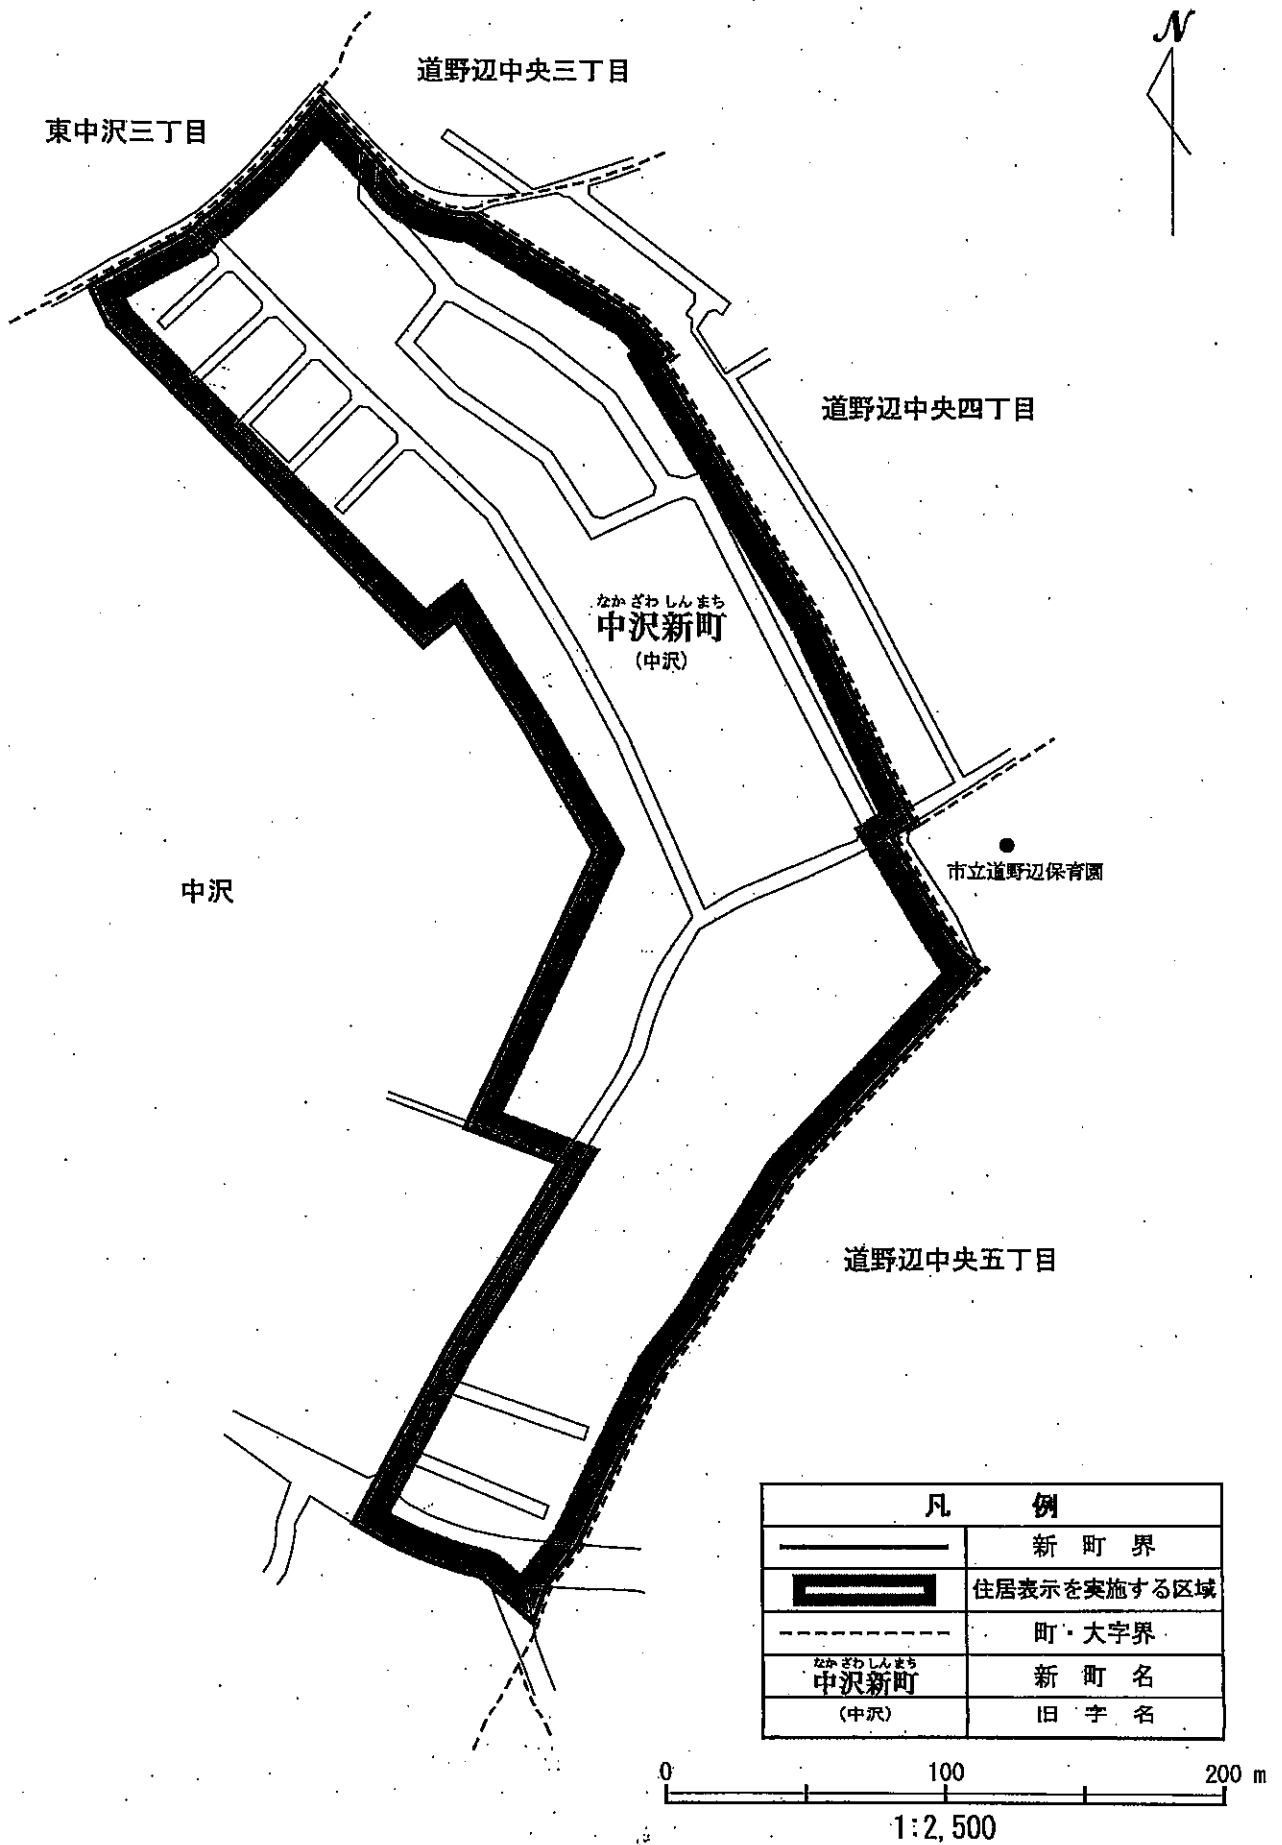 N
道野辺中央三丁目
東中沢三丁目
道野辺中央四丁目
なかざわしんまち
中沢新町
(中沢)
市立道野辺保育園
中沢
道野辺中央五丁目
凡 例
新 町 界
住居表示を実施する区域
町・大字界
なかざわしんまち
中沢新町
新 町 名
(中沢)
旧 字 名
0 100 200 m
1:2,500